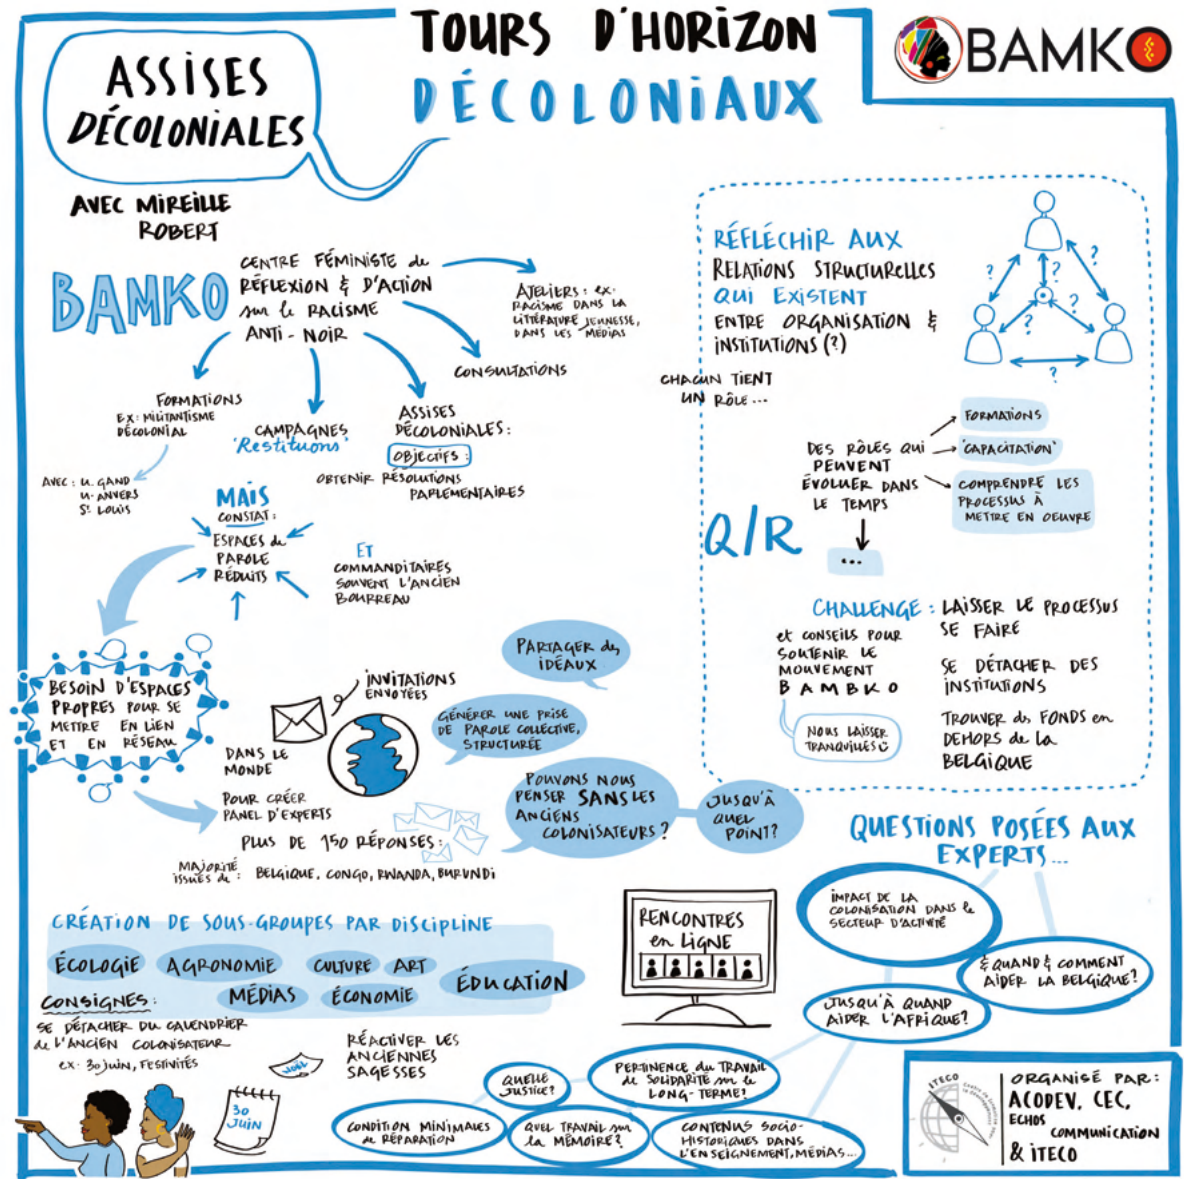 TOURS D'HORIZON
DÉCOLONIAUX
BAMKO
ASSISES
DÉCOLONIALES
AVEC MIREILLE
ROBERT
BAMKO
CENTRE FÉMINISTE de
RÉFLEXION & D'ACTION
sur le RACISME
ANTI-NOIR
ATELIERS : ex.
RACISME DANS LA
LITTÉRATURE JEUNESSE,
DANS LES MÉDIAS
CONSULTATIONS
FORMATIONS
EX: MILITANTISME
DÉCOLONIAL
AVEC : U. GAND
U. ANVERS
St LOUIS
CAMPAGNES
"Restituons"
ASSISES
DÉCOLONIALES :
OBJECTIFS :
OBTENIR RÉSOLUTIONS
PARLEMENTAIRES
MAIS
CONSTAT :
ESPACES de
PAROLE
RÉDUITS
ET
COMMANDITAIRES
SOUVENT L'ANCIEN
BOURREAU
BESOIN D'ESPACES
PROPRES POUR SE
METTRE EN LIEN
ET EN RÉSEAU
INVITATIONS
ENVOYÉES
DANS LE
MONDE
POUR CRÉER
PANEL D'EXPERTS
PLUS DE 150 RÉPONSES :
MAJORITÉ
ISSUES de : BELGIQUE, CONGO, RWANDA, BURUNDI
PARTAGER des
IDÉAUX
GÉNÉRER UNE PRISE
DE PAROLE COLLECTIVE,
STRUCTURÉE
POUVONS NOUS
PENSER SANS LES
ANCIENS
COLONISATEURS ?
JUSQU'À
QUEL
POINT?
RÉFLÉCHIR AUX
RELATIONS STRUCTURELLES
QUI EXISTENT
ENTRE ORGANISATION &
INSTITUTIONS (?)
?
?
?
?
?
?
CHACUN TIENT
UN RÔLE ...
DES RÔLES QUI
PEUVENT
ÉVOLUER DANS
LE TEMPS
...
FORMATIONS
"CAPACITATION"
COMPRENDRE LES
PROCESSUS À
METTRE EN OEUVRE
Q/R
CHALLENGE :
et CONSEILS POUR
SOUTENIR LE
MOUVEMENT
BAMBKO
NOUS LAISSER
TRANQUILLES
LAISSER LE PROCESSUS
SE FAIRE
SE DÉTACHER DES
INSTITUTIONS
TROUVER ds FONDS en
DEHORS de la
BELGIQUE
QUESTIONS POSÉES AUX
EXPERTS...
IMPACT DE LA
COLONISATION DANS le
SECTEUR D'ACTIVITÉ
& QUAND & COMMENT
AIDER LA BELGIQUE?
JUSQU'À QUAND
AIDER L'AFRIQUE?
PERTINENCE du TRAVAIL
de SOLIDARITÉ sur le
LONG-TERME?
QUELLE
JUSTICE?
CONDITION MINIMALES
de RÉPARATION
QUEL TRAVAIL sur
la MÉMOIRE?
CONTENUS SOCIO-
HISTORIQUES DANS
L'ENSEIGNEMENT, MÉDIAS...
RENCONTRES
en LIGNE
CRÉATION DE SOUS-GROUPES PAR DISCIPLINE
ÉCOLOGIE
AGRONOMIE
CULTURE
ART
ÉDUCATION
MÉDIAS
ÉCONOMIE
CONSIGNES :
SE DÉTACHER DU CALENDRIER
de L'ANCIEN COLONISATEUR
ex. 30 JUIN, FESTIVITÉS
RÉACTIVER LES
ANCIENNES
SAGESSES
NOËL
30
JUIN
ITECO
ORGANISÉ PAR :
ACODEV, CEC,
ECHOS
COMMUNICATION
& ITECO